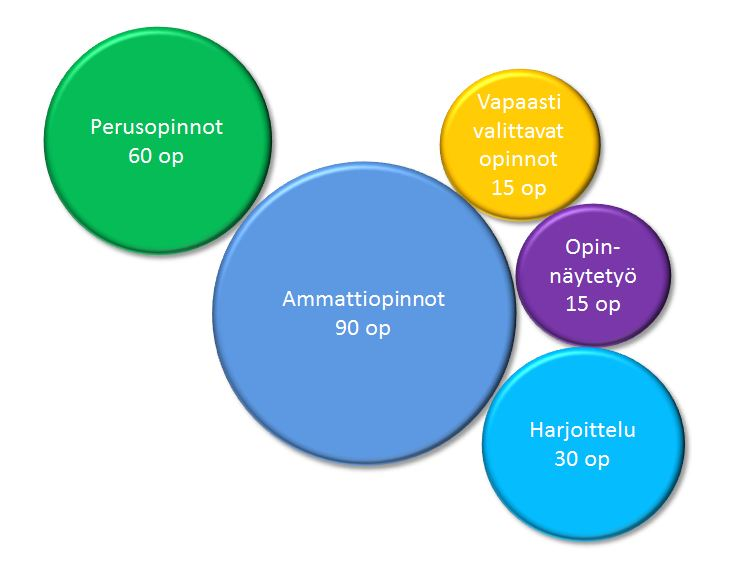 Perusopinnot
60 op
Vapaasti
valittavat
opinnot
15 op
Opin-
näytetyö
15 op
Ammattiopinnot
90 op
Harjoittelu
30 op